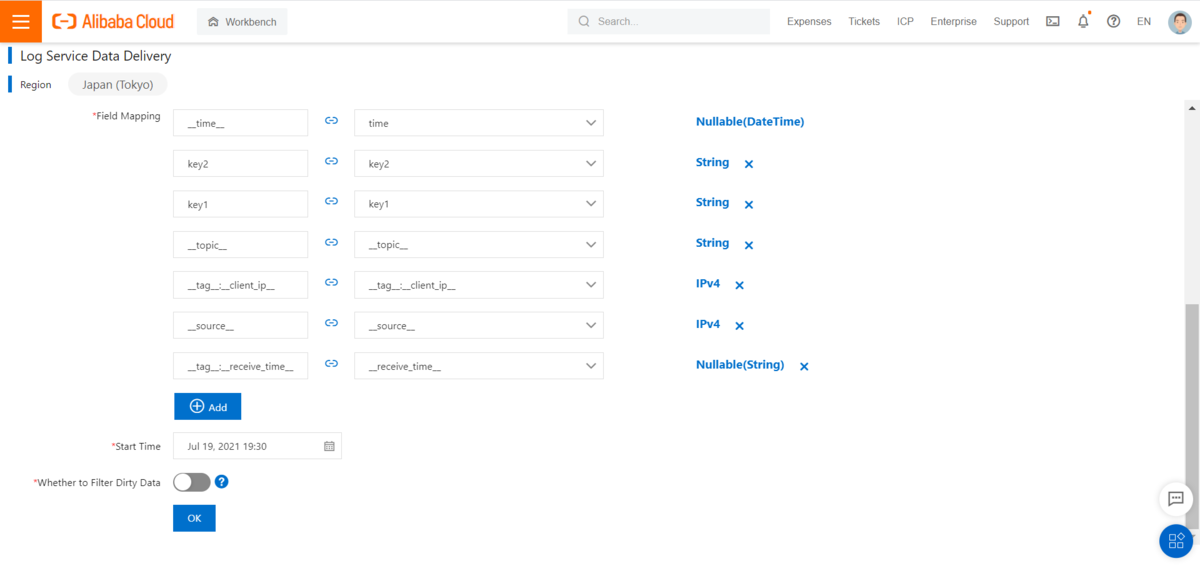 Alibaba Cloud Workbench Search... Expenses Tickets ICP Enterprise Support EN
Log Service Data Delivery
Region Japan (Tokyo)
*Field Mapping __time__ time Nullable(DateTime)
key2 key2 String
key1 key1 String
__topic__ __topic__ String
__tag__:__client_ip__ __tag__:__client_ip__ IPv4
__source__ __source__ IPv4
__tag__:__receive_time__ __receive_time__ Nullable(String)
Add
*Start Time Jul 19, 2021 19:30
*Whether to Filter Dirty Data
OK